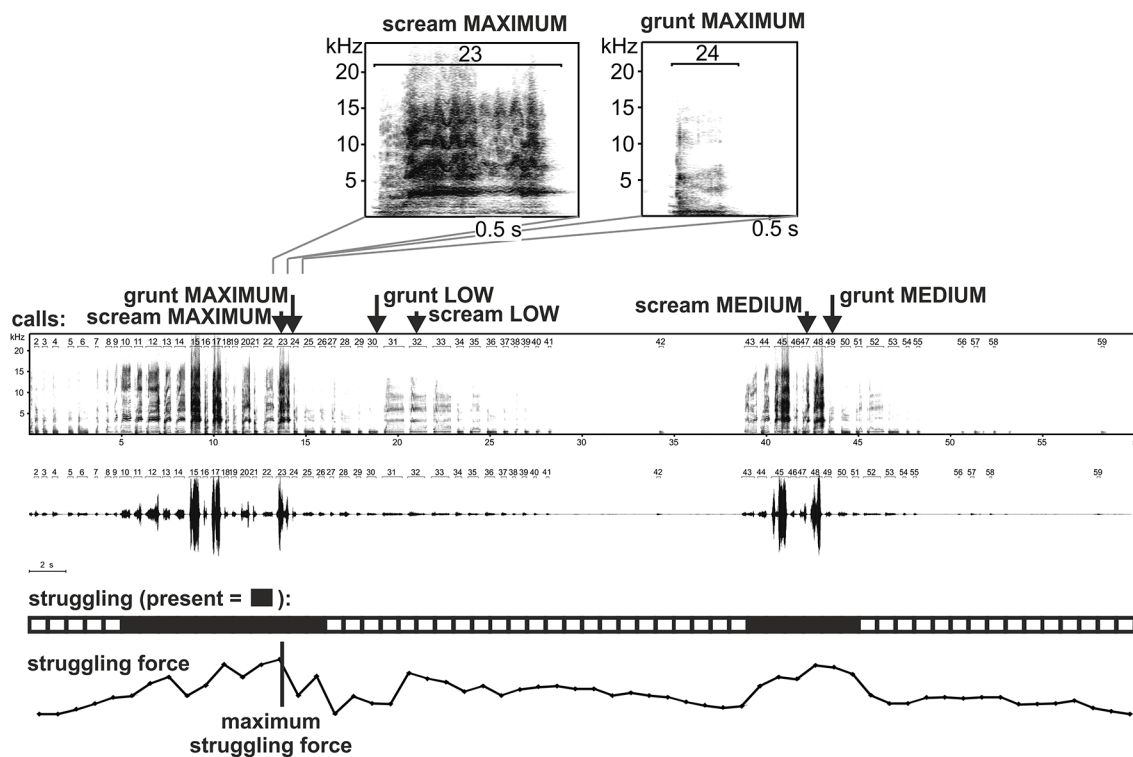 scream MAXIMUM
grunt MAXIMUM
kHz
23
20
15
10
5
0.5 s
kHz
24
20
15
10
5
0.5 s
grunt MAXIMUM
scream MAXIMUM
grunt LOW
scream LOW
scream MEDIUM
grunt MEDIUM
calls:
kHz
2 3 4 5 6 7 8 9 10 11 12 13 14 15 16 17 18 19 20 21 22 23 24 25 26 27 28 29 30 31 32 33 34 35 36 37 38 39 40 41 42 43 44 45 46 47 48 49 50 51 52 53 54 55 56 57 58 59
20
15
10
5
5 10 15 20 25 30 35 40 45 50 55
2 3 4 5 6 7 8 9 10 11 12 13 14 15 16 17 18 19 20 21 22 23 24 25 26 27 28 29 30 31 32 33 34 35 36 37 38 39 40 41 42 43 44 45 46 47 48 49 50 51 52 53 54 55 56 57 58 59
2 s
struggling (present = ):
struggling force
maximum
struggling force